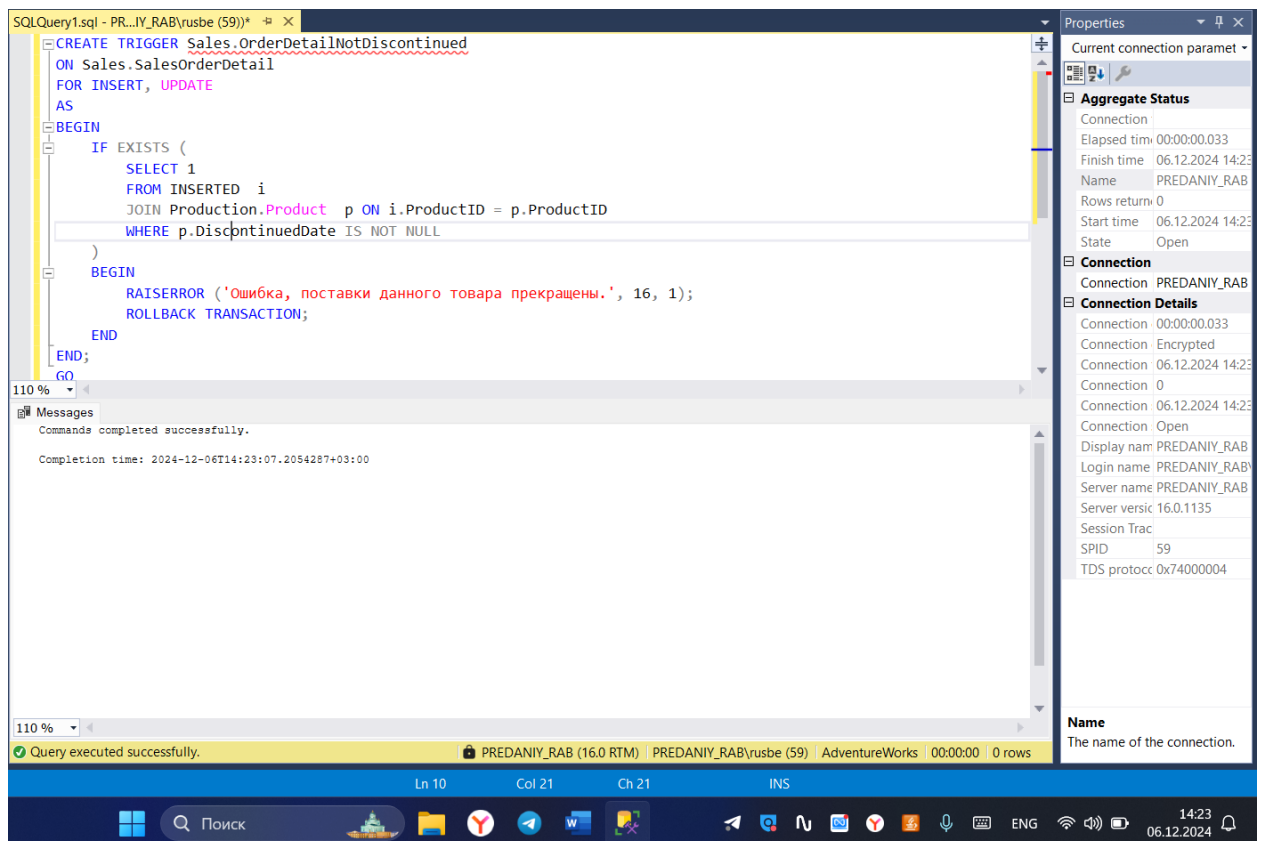 SQLQuery1.sql - PR...IY_RAB\rusbe (59))*
CREATE TRIGGER Sales.OrderDetailNotDiscontinued
ON Sales.SalesOrderDetail
FOR INSERT, UPDATE
AS
BEGIN
IF EXISTS (
SELECT 1
FROM INSERTED i
JOIN Production.Product p ON i.ProductID = p.ProductID
WHERE p.DiscontinuedDate IS NOT NULL
)
BEGIN
RAISERROR ('Ошибка, поставки данного товара прекращены.', 16, 1);
ROLLBACK TRANSACTION;
END
END;
GO
110 %
Messages
Commands completed successfully.
Completion time: 2024-12-06T14:23:07.2054287+03:00
110 %
Query executed successfully.
PREDANIY_RAB (16.0 RTM)
PREDANIY_RAB\rusbe (59)
AdventureWorks
00:00:00
0 rows
Properties
Current connection paramet
Aggregate Status
Connection
Elapsed tim 00:00:00.033
Finish time 06.12.2024 14:23
Name PREDANIY_RAB
Rows return 0
Start time 06.12.2024 14:23
State Open
Connection
Connection PREDANIY_RAB
Connection Details
Connection 00:00:00.033
Connection Encrypted
Connection 06.12.2024 14:23
Connection 0
Connection 06.12.2024 14:23
Connection Open
Display nam PREDANIY_RAB
Login name PREDANIY_RAB\
Server name PREDANIY_RAB
Server versic 16.0.1135
Session Trac
SPID 59
TDS protocc 0x74000004
Name
The name of the connection.
Ln 10 Col 21 Ch 21 INS
Поиск
ENG
14:23
06.12.2024